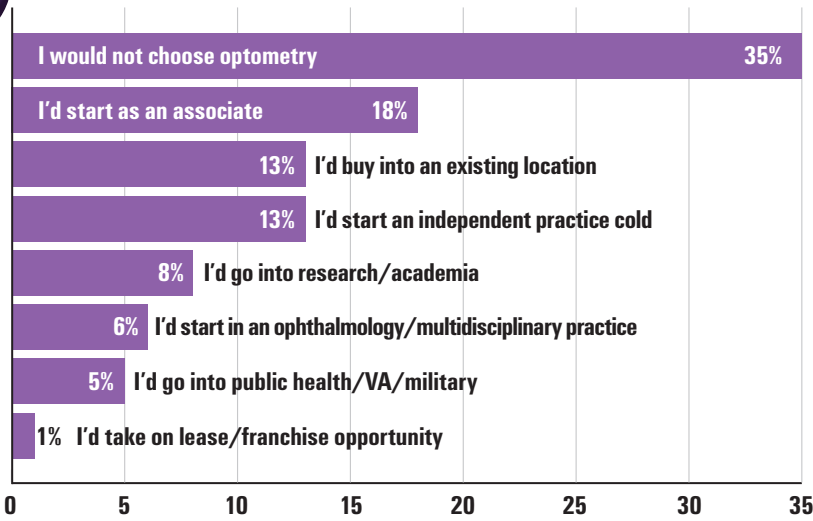 I would not choose optometry 35%
I'd start as an associate 18%
13% I'd buy into an existing location
13% I'd start an independent practice cold
8% I'd go into research/academia
6% I'd start in an ophthalmology/multidisciplinary practice
5% I'd go into public health/VA/military
1% I'd take on lease/franchise opportunity
0 5 10 15 20 25 30 35